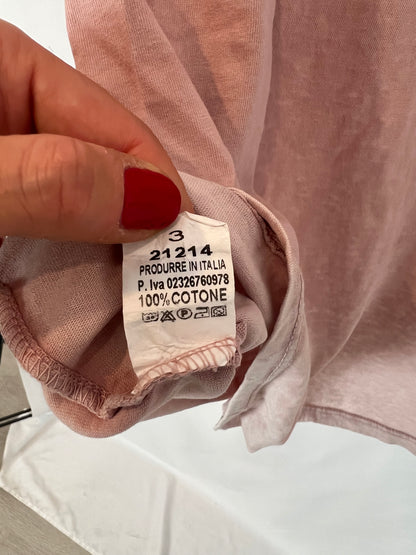 3
21214
PRODURRE IN ITALIA
P. Iva 02326760978
100% COTONE